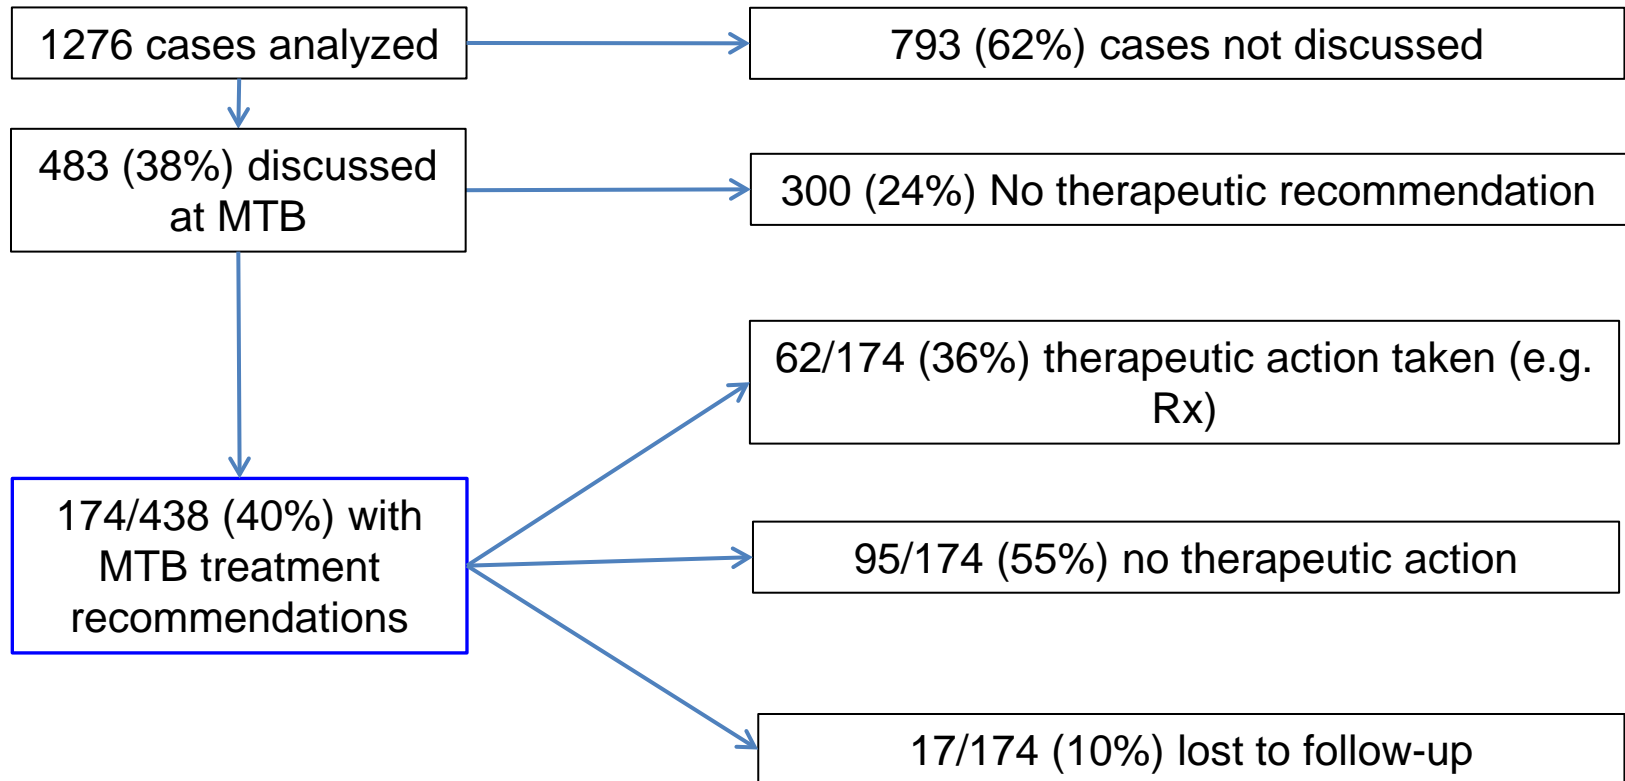 1276 cases analyzed
793 (62%) cases not discussed
483 (38%) discussed
at MTB
300 (24%) No therapeutic recommendation
62/174 (36%) therapeutic action taken (e.g.
Rx)
174/438 (40%) with
MTB treatment
recommendations
95/174 (55%) no therapeutic action
17/174 (10%) lost to follow-up